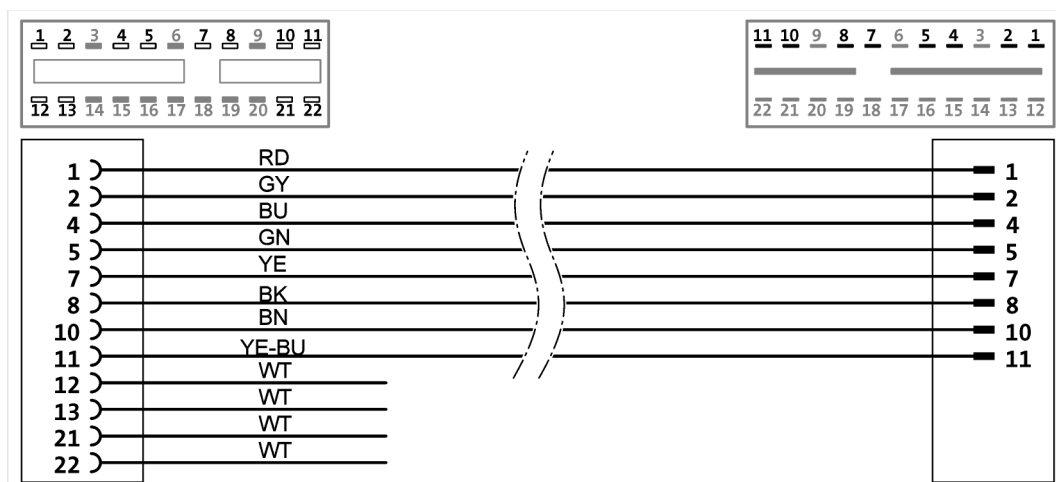 1 2 3 4 5 6 7 8 9 10 11
12 13 14 15 16 17 18 19 20 21 22
11 10 9 8 7 6 5 4 3 2 1
22 21 20 19 18 17 16 15 14 13 12
1 RD 1
2 GY 2
4 BU 4
5 GN 5
7 YE 7
8 BK 8
10 BN 10
11 YE-BU 11
12 WT
13 WT
21 WT
22 WT